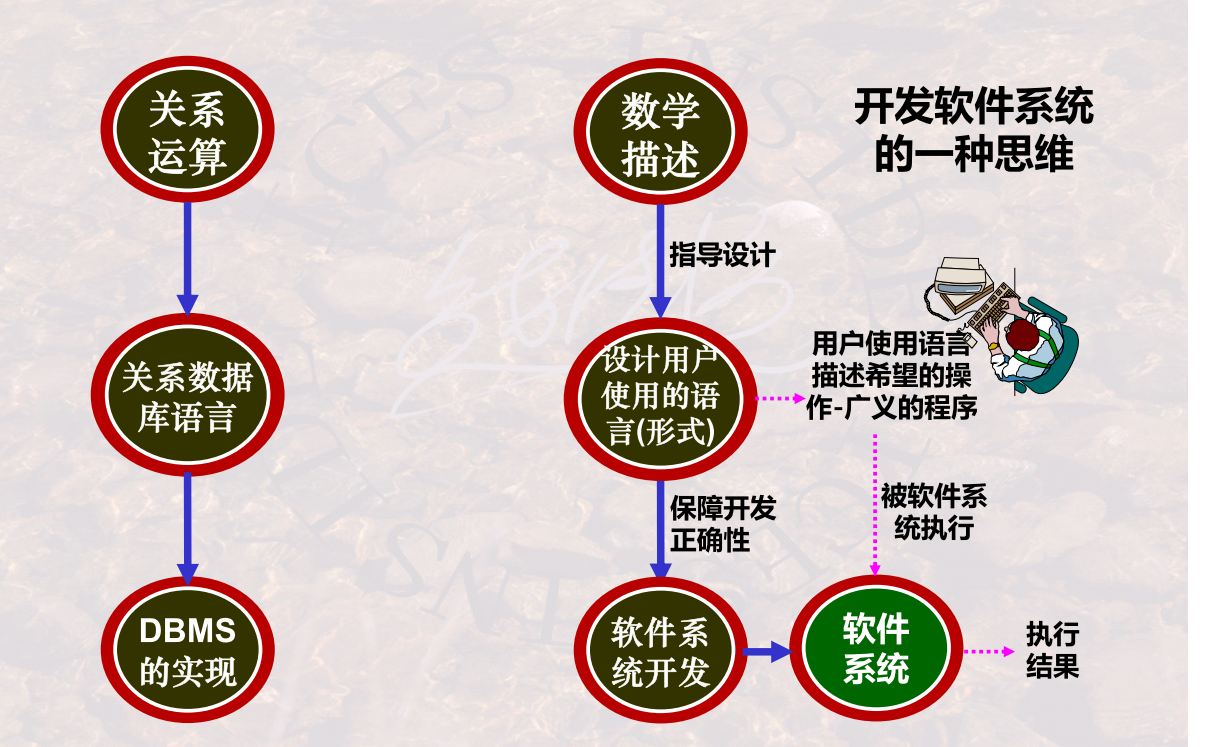 关系
运算
数学
描述
开发软件系统
的一种思维
指导设计
关系数据
库语言
设计用户
使用的语
言(形式)
用户使用语言
描述希望的操
作-广义的程序
保障开发
正确性
被软件系
统执行
DBMS
的实现
软件系
统开发
软件
系统
执行
结果